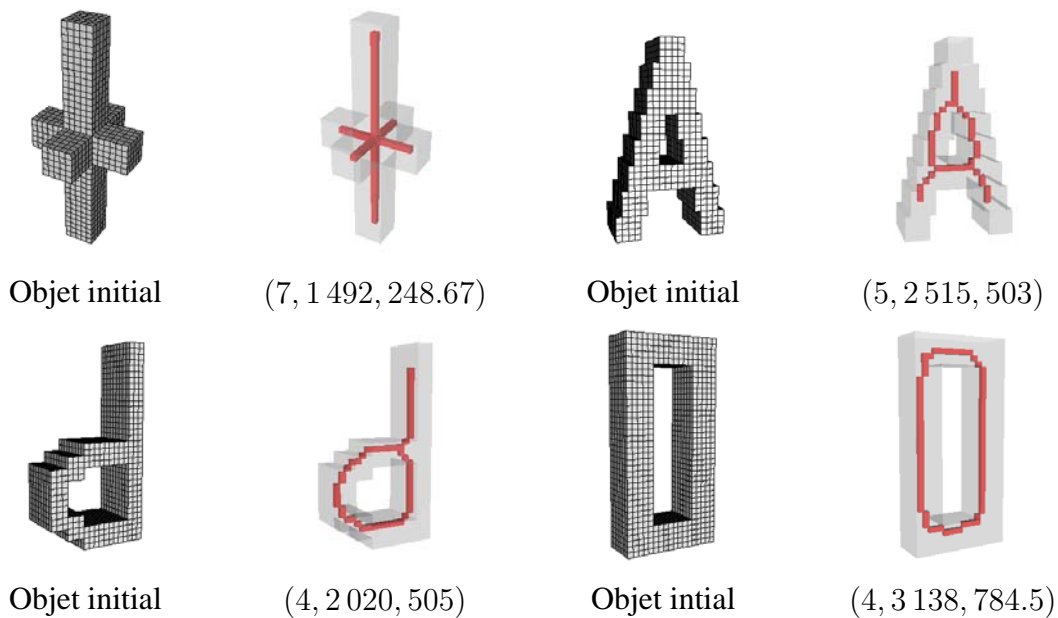 Objet initial (7, 1 492, 248.67) Objet initial (5, 2 515, 503)
Objet initial (4, 2 020, 505) Objet intial (4, 3 138, 784.5)